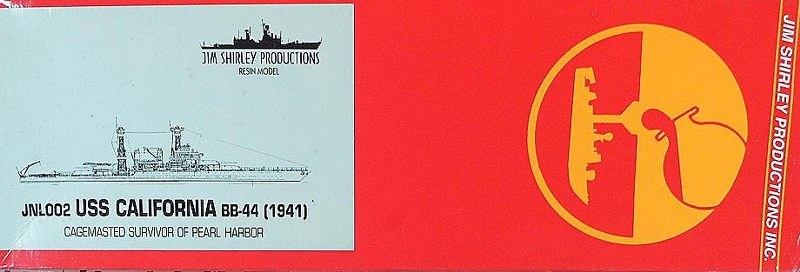 JIM SHIRLEY PRODUCTIONS
RESIN MODEL
JNL002 USS CALIFORNIA BB-44 (1941)
CAGEMASTED SURVIVOR OF PEARL HARBOR
JIM SHIRLEY PRODUCTIONS INC.